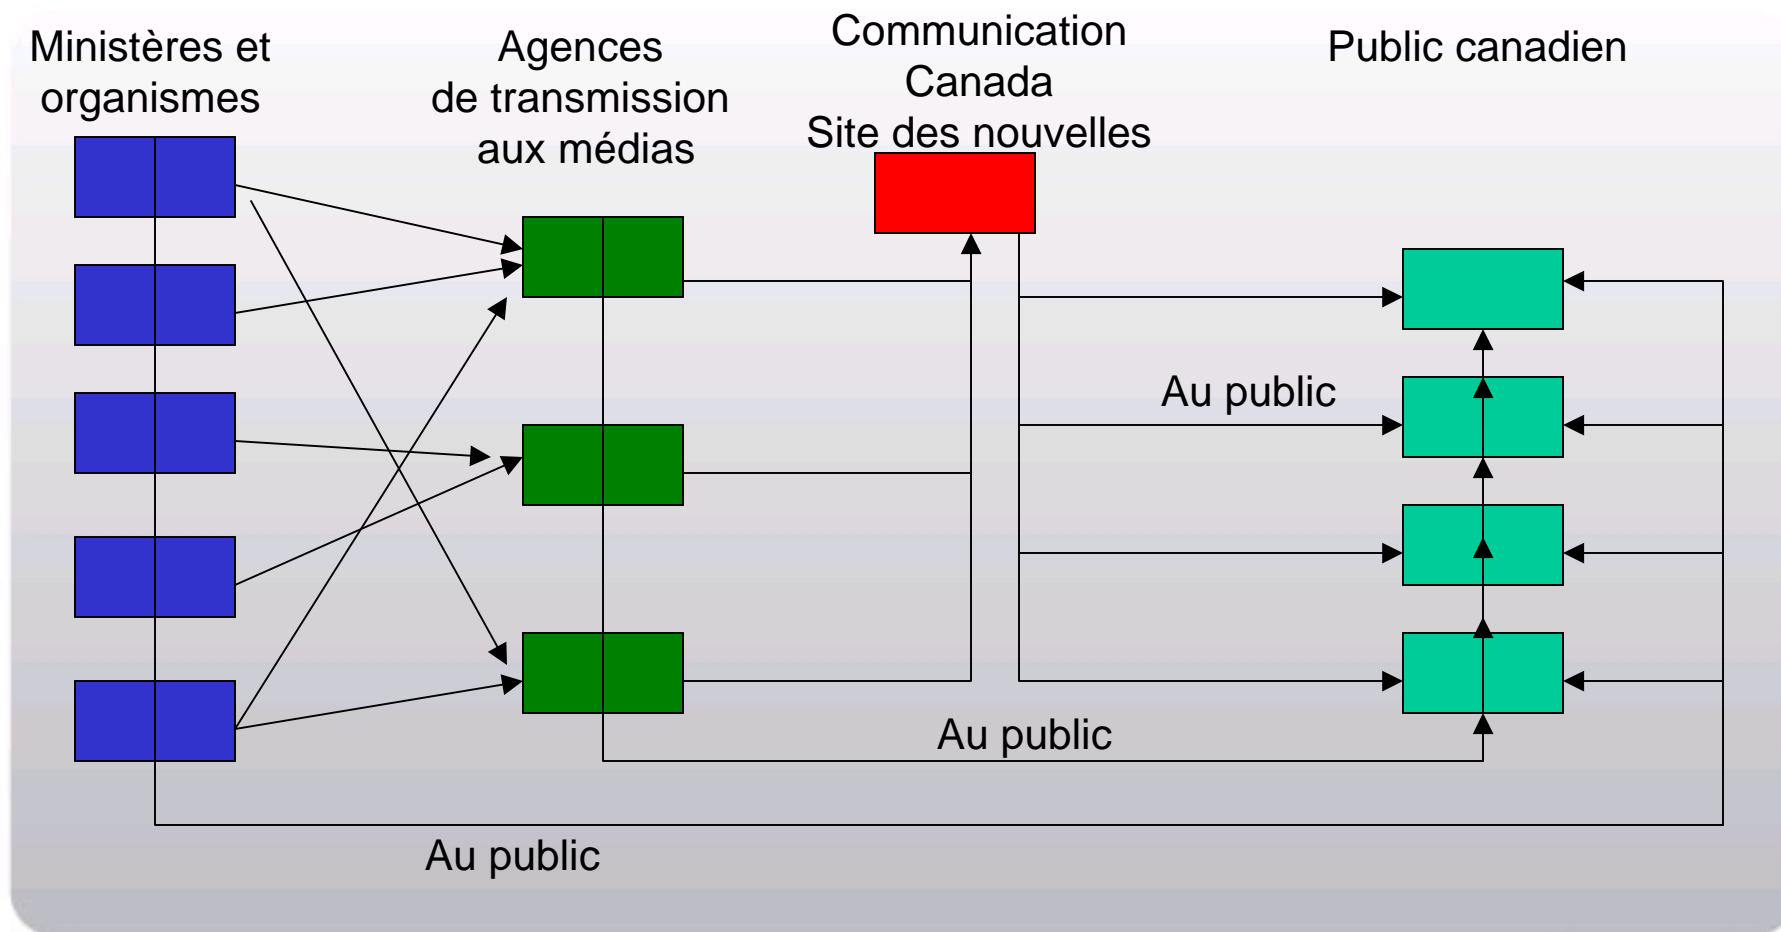 Ministères et
organismes
Agences
de transmission
aux médias
Communication
Canada
Site des nouvelles
Public canadien
Au public
Au public
Au public